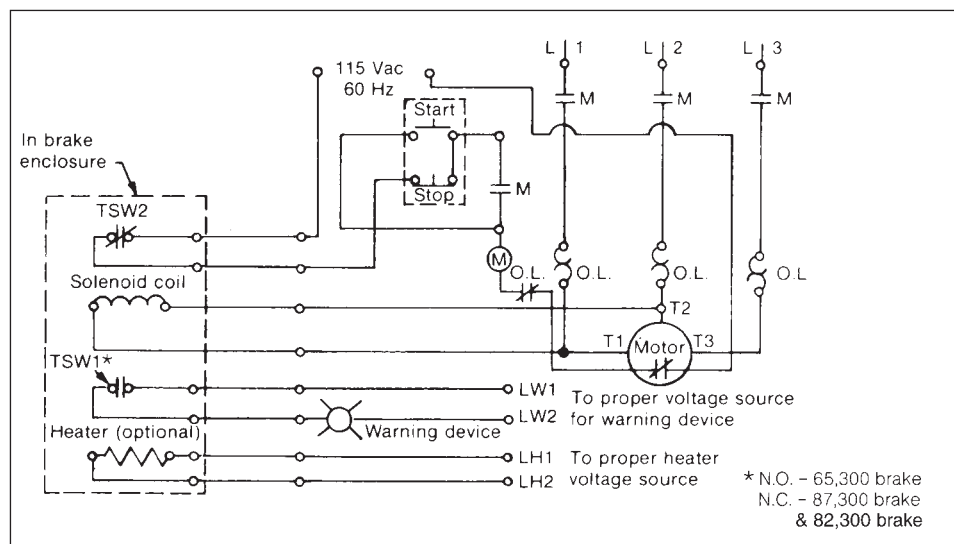 L 1
L 2
L 3
115 Vac
60 Hz
M
M
M
Start
Stop
M
In brake
enclosure
TSW2
M
O.L.
O.L.
O.L.
O.L
Solenoid coil
T2
T1
Motor
T3
TSW1*
LW1
LW2
To proper voltage source
for warning device
Warning device
Heater (optional)
LH1
LH2
To proper heater
voltage source
* N.O. – 65,300 brake
N.C. – 87,300 brake
& 82,300 brake